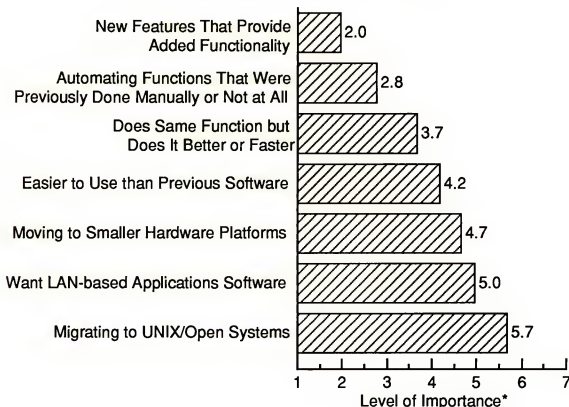 New Features That Provide
Added Functionality
2.0
Automating Functions That Were
Previously Done Manually or Not at All
2.8
Does Same Function but
Does It Better or Faster
3.7
Easier to Use than Previous Software
4.2
Moving to Smaller Hardware Platforms
4.7
Want LAN-based Applications Software
5.0
Migrating to UNIX/Open Systems
5.7
1 2 3 4 5 6 7
Level of Importance*